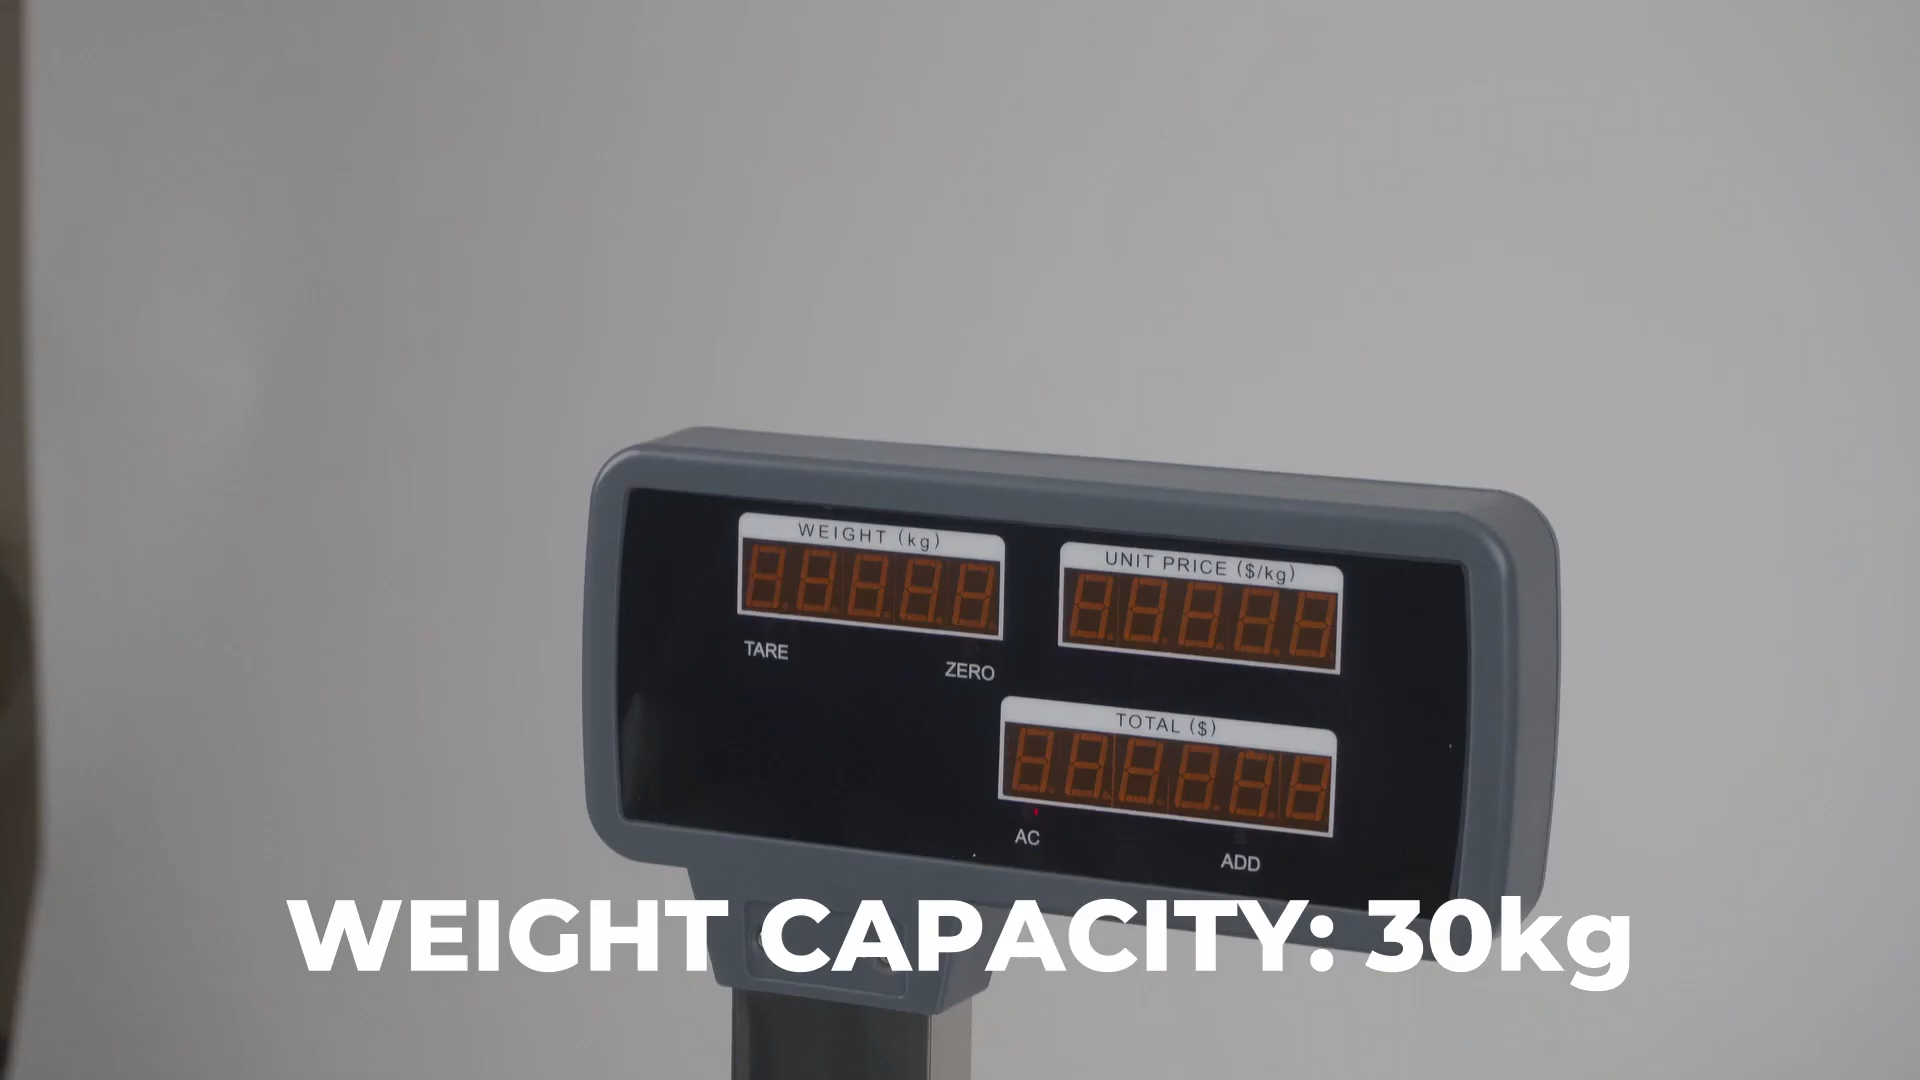 WEIGHT (kg)
UNIT PRICE ($/kg)
TARE
ZERO
TOTAL ($)
AC
ADD
WEIGHT CAPACITY: 30kg